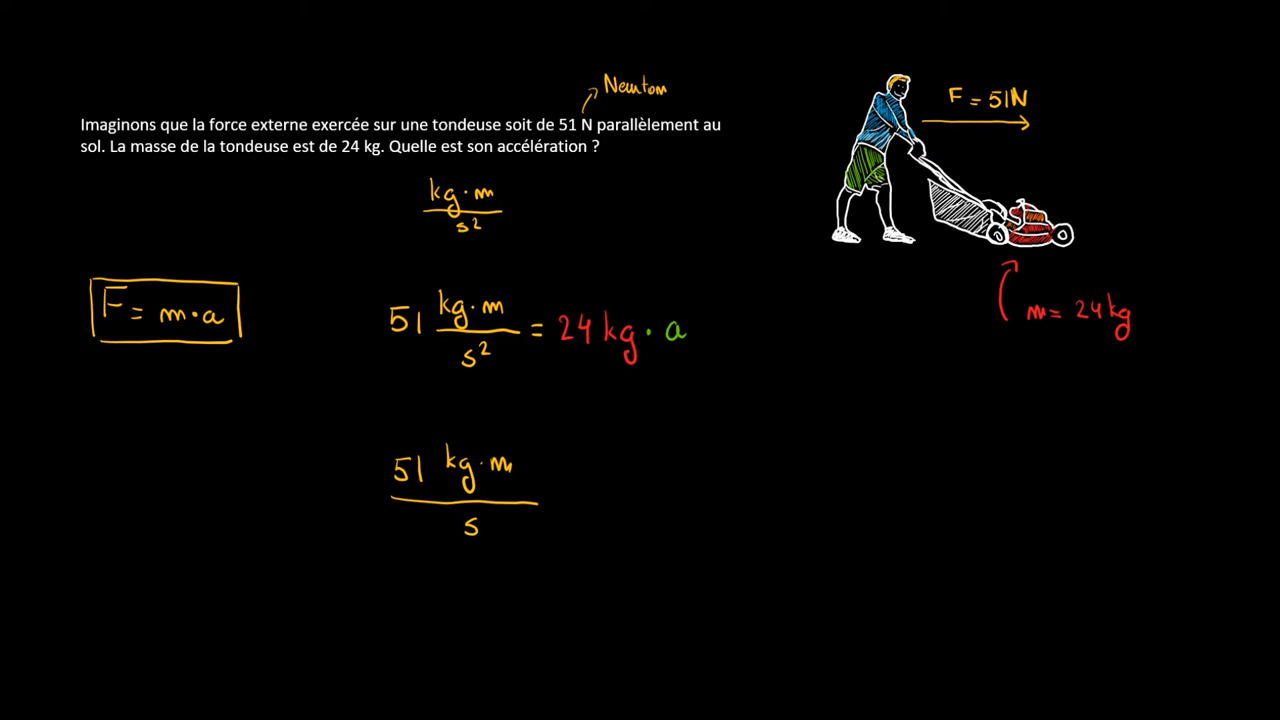 Newton
Imaginons que la force externe exercée sur une tondeuse soit de 51 N parallèlement au
sol. La masse de la tondeuse est de 24 kg. Quelle est son accélération ?
F = 51N
kg · m
s²
F = m · a
51 kg · m / s² = 24 kg · a
m = 24 kg
51 kg · m
s